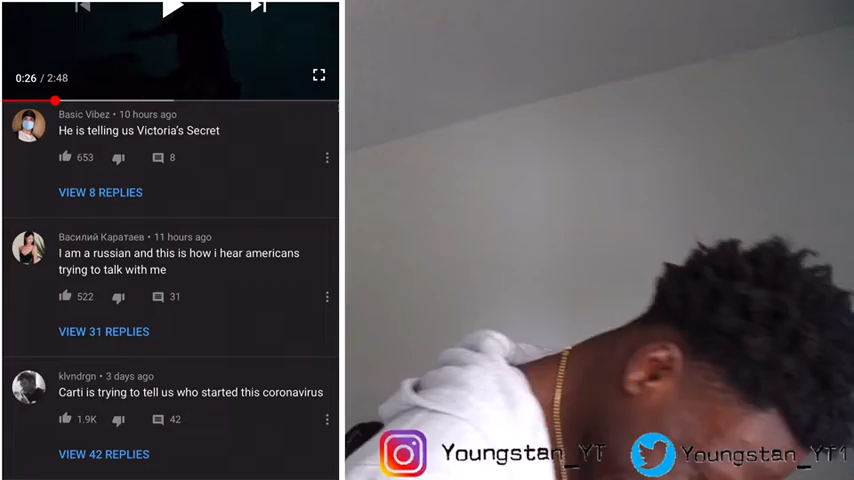 0:26 / 2:48
Basic Vibez • 10 hours ago
He is telling us Victoria's Secret
653
8
VIEW 8 REPLIES
Василий Каратаев • 11 hours ago
I am a russian and this is how i hear americans
trying to talk with me
522
31
VIEW 31 REPLIES
klvndrgn • 3 days ago
Carti is trying to tell us who started this coronavirus
1.9K
42
VIEW 42 REPLIES
Youngstan_YT
Youngstan_YT1